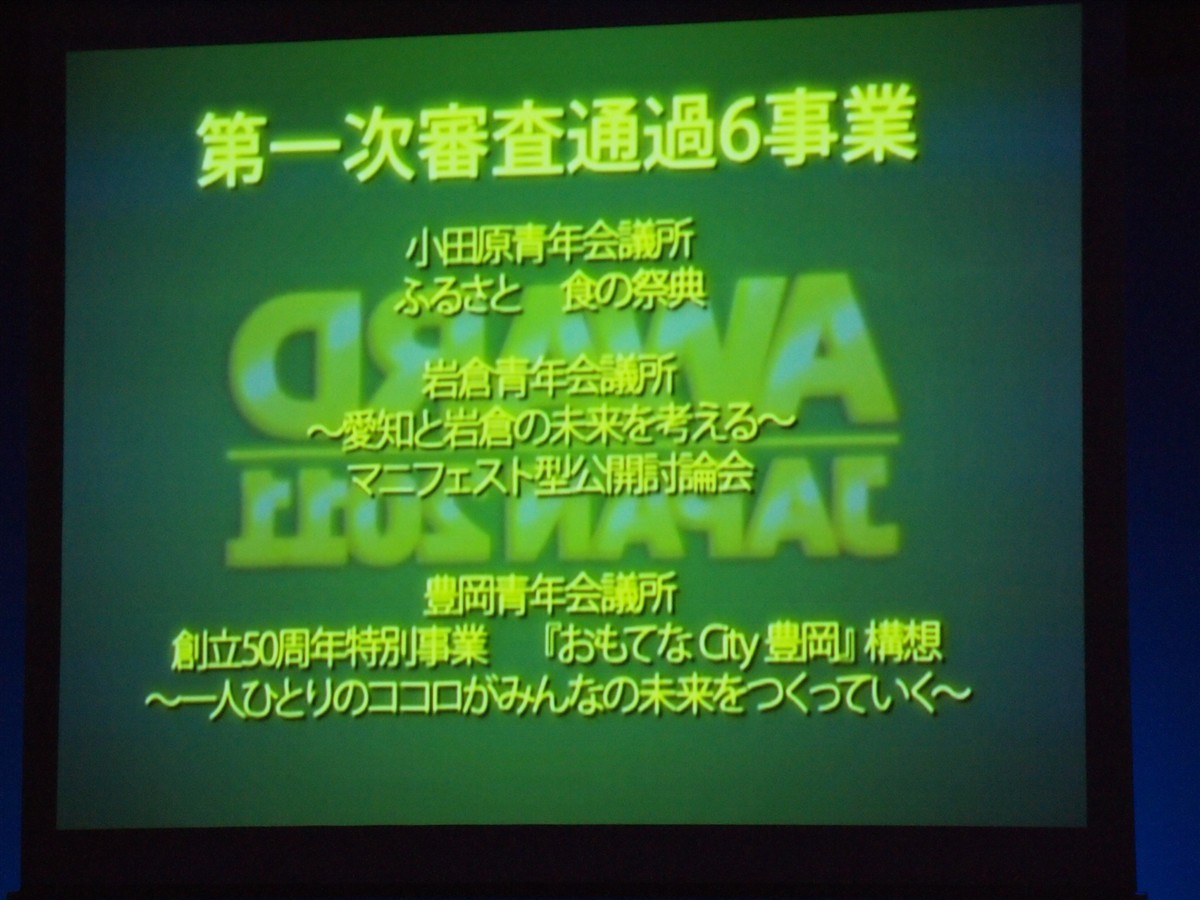 第一次審査通過6事業
小田原青年会議所
ふるさと 食の祭典
岩倉青年会議所
～愛知と岩倉の未来を考える～
マニフェスト型公開討論会
豊岡青年会議所
創立50周年特別事業 『おもてなCity豊岡』構想
～一人ひとりのココロがみんなの未来をつくっていく～
AWARD
JAPAN 2011